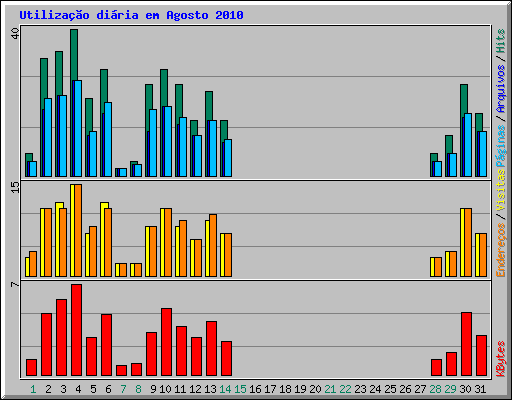 Utilização diária em Agosto 2010
40
15
7
Endereços / Visitas Páginas / Arquivos / Hits
KBytes
1 2 3 4 5 6 7 8 9 10 11 12 13 14 15 16 17 18 19 20 21 22 23 24 25 26 27 28 29 30 31